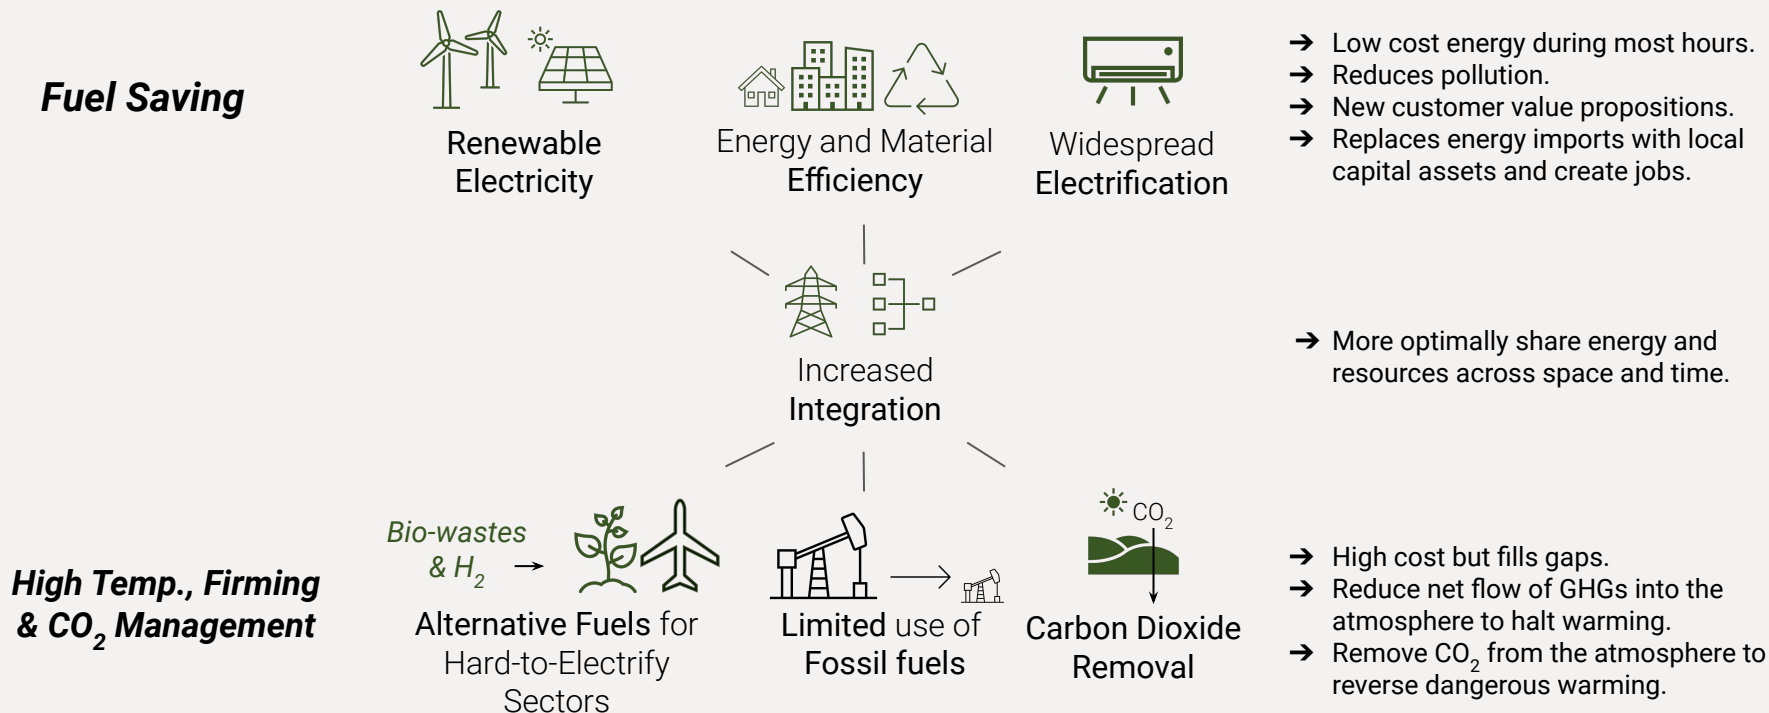 Fuel Saving
Renewable
Electricity
Energy and Material
Efficiency
Widespread
Electrification
➔ Low cost energy during most hours.
➔ Reduces pollution.
➔ New customer value propositions.
➔ Replaces energy imports with local
capital assets and create jobs.
Increased
Integration
➔ More optimally share energy and
resources across space and time.
High Temp., Firming
& CO₂ Management
Bio-wastes
& H₂
Alternative Fuels for
Hard-to-Electrify
Sectors
Limited use of
Fossil fuels
CO₂
Carbon Dioxide
Removal
➔ High cost but fills gaps.
➔ Reduce net flow of GHGs into the
atmosphere to halt warming.
➔ Remove CO₂ from the atmosphere to
reverse dangerous warming.